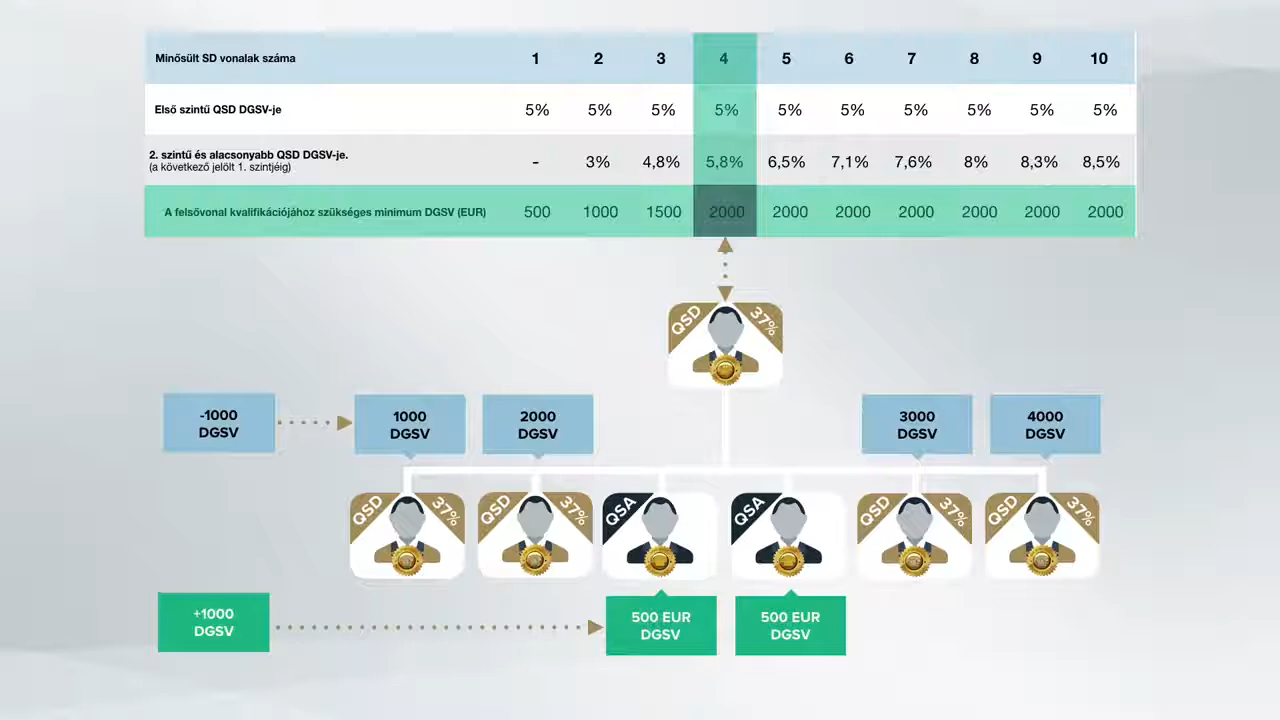 Minősült SD vonalak száma 1 2 3 4 5 6 7 8 9 10
Első szintű QSD DGSV-je 5% 5% 5% 5% 5% 5% 5% 5% 5% 5%
2. szintű és alacsonyabb QSD DGSV-je.
(a következő jelölt 1. szintjéig)
- 3% 4,8% 5,8% 6,5% 7,1% 7,6% 8% 8,3% 8,5%
A felsővonal kvalifikációjához szükséges minimum DGSV (EUR) 500 1000 1500 2000 2000 2000 2000 2000 2000 2000
QSD 37%
-1000
DGSV
1000
DGSV
2000
DGSV
3000
DGSV
4000
DGSV
QSD 37% QSD 37% QSA QSA QSD 37% QSD 37%
+1000
DGSV
500 EUR
DGSV
500 EUR
DGSV